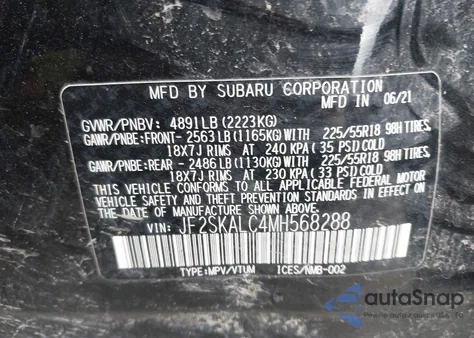 MFD BY SUBARU CORPORATION
MFD IN 06/21
GVWR/PNBV: 4891LB (2223KG)
GAWR/PNBE:FRONT- 2563LB(1165KG)WITH 225/55R18 98H TIRES,
18X7J RIMS AT 240 KPA( 35 PSI)COLD
GAWR/PNBE:REAR -2486LB(1130KG)WITH 225/55R18 98H TIRES,
18X7J RIMS AT 230 KPA( 33 PSI)COLD
THIS VEHICLE CONFORMS TO ALL APPLICABLE FEDERAL MOTOR
VEHICLE SAFETY AND THEFT PREVENTION STANDARDS IN EFFECT ON
THE DATE OF MANUFACTURE SHOWN ABOVE.
VIN: JF2SKALC4MH568288
TYPE:MPV/VTUM ICES/NMB-002
autoSnap